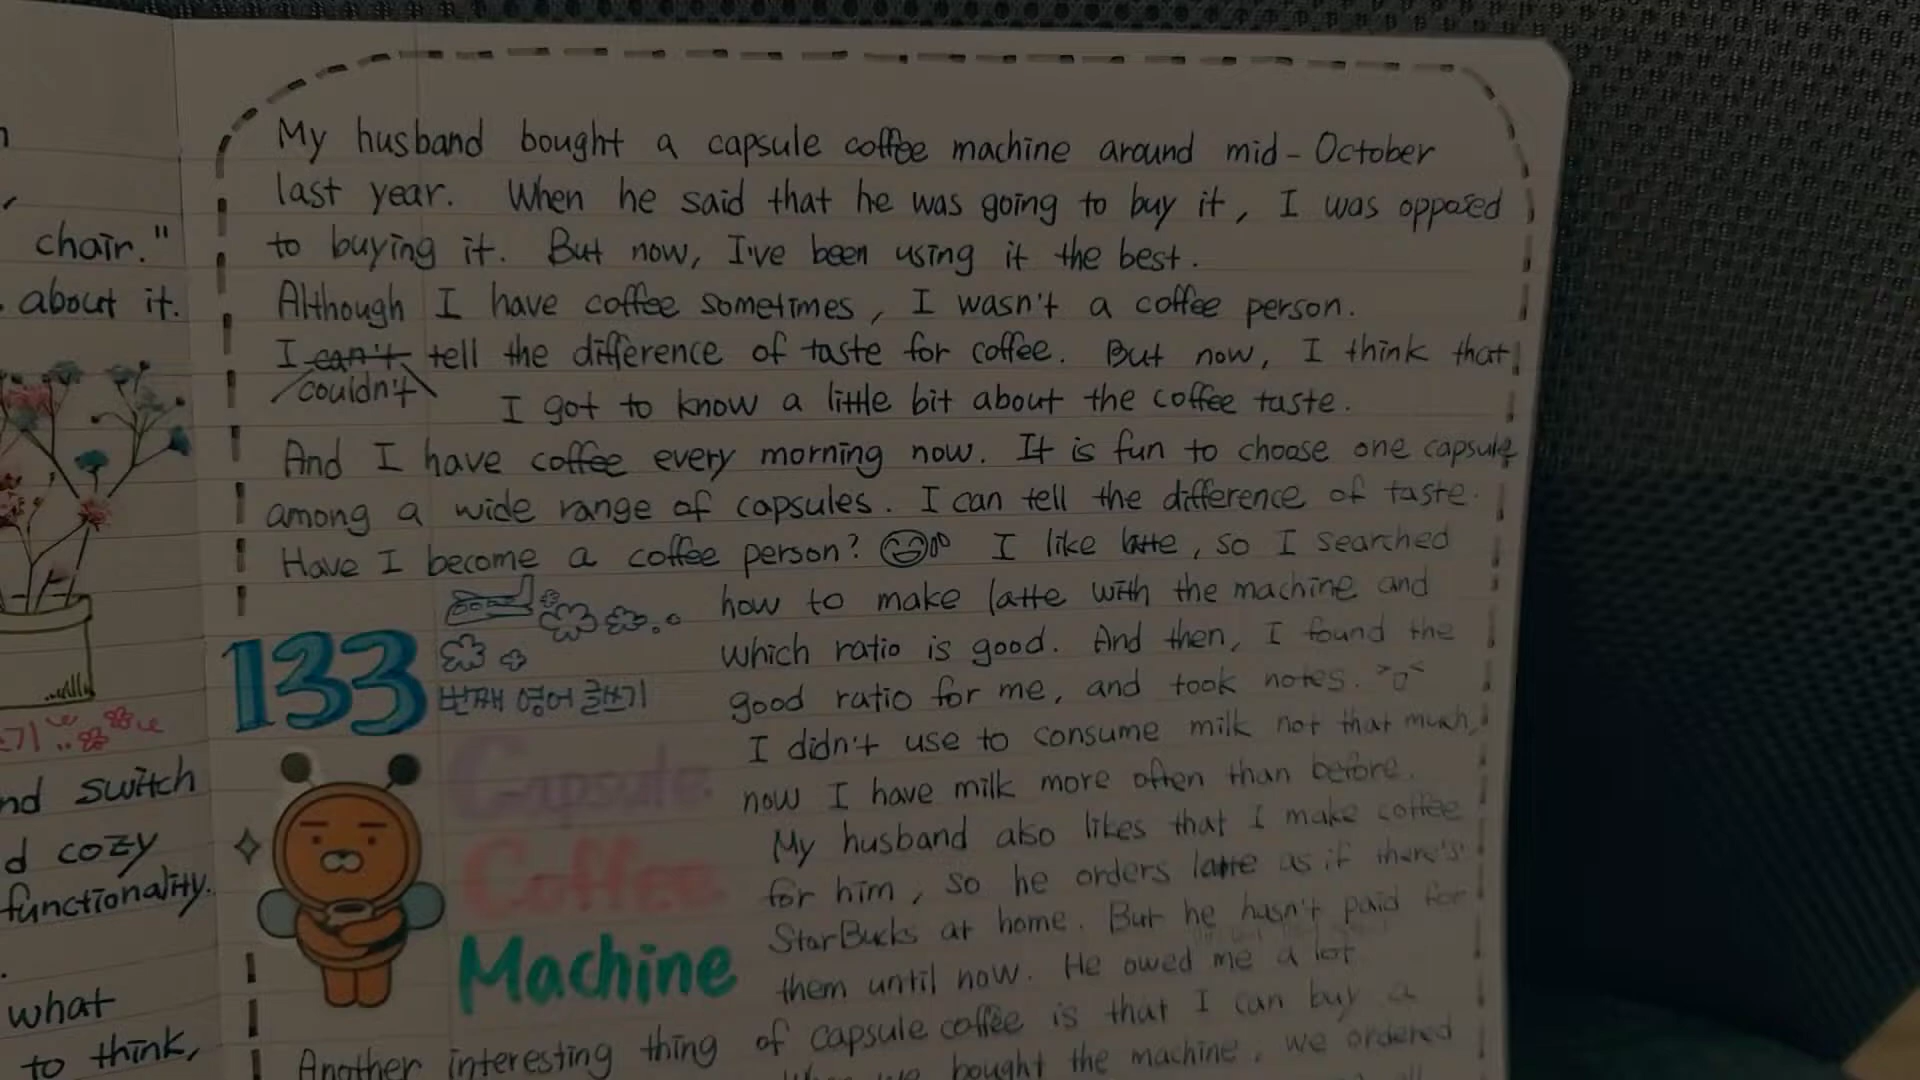 chair."
about it.
nd switch
d cozy
functionality.
what
to think,
My husband bought a capsule coffee machine around mid-October
last year. When he said that he was going to buy it, I was opposed
to buying it. But now, I've been using it the best.
Although I have coffee sometimes, I wasn't a coffee person.
I can't tell the difference of taste for coffee. But now, I think that
couldn't
I got to know a little bit about the coffee taste.
And I have coffee every morning now. It is fun to choose one capsule
among a wide range of capsules. I can tell the difference of taste.
Have I become a coffee person? I like latte, so I searched
how to make latte with the machine and
which ratio is good. And then, I found the
good ratio for me, and took notes. >o<
I didn't use to consume milk not that much,
now I have milk more often than before.
My husband also likes that I make coffee
for him, so he orders latte as if there's
StarBucks at home. But he hasn't paid for
them until now. He owed me a lot
Another interesting thing of capsule coffee is that I can buy a
bought the machine, we ordered
133
번째 영어 글쓰기
Capsule
Coffee
Machine